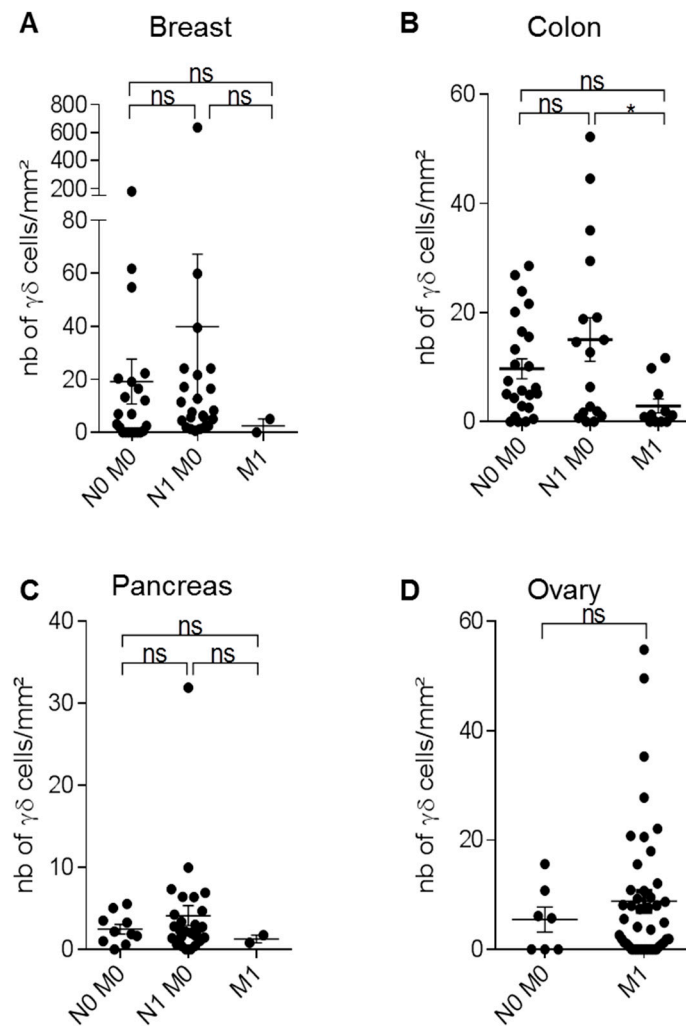 A Breast
ns
ns ns
800
600
400
200
80
60
40
20
0
nb of γδ cells/mm²
N0 M0 N1 M0 M1
B Colon
ns
ns *
60
40
20
0
nb of γδ cells/mm²
N0 M0 N1 M0 M1
C Pancreas
ns
ns ns
40
30
20
10
0
nb of γδ cells/mm²
N0 M0 N1 M0 M1
D Ovary
ns
60
40
20
0
nb of γδ cells/mm²
N0 M0 M1